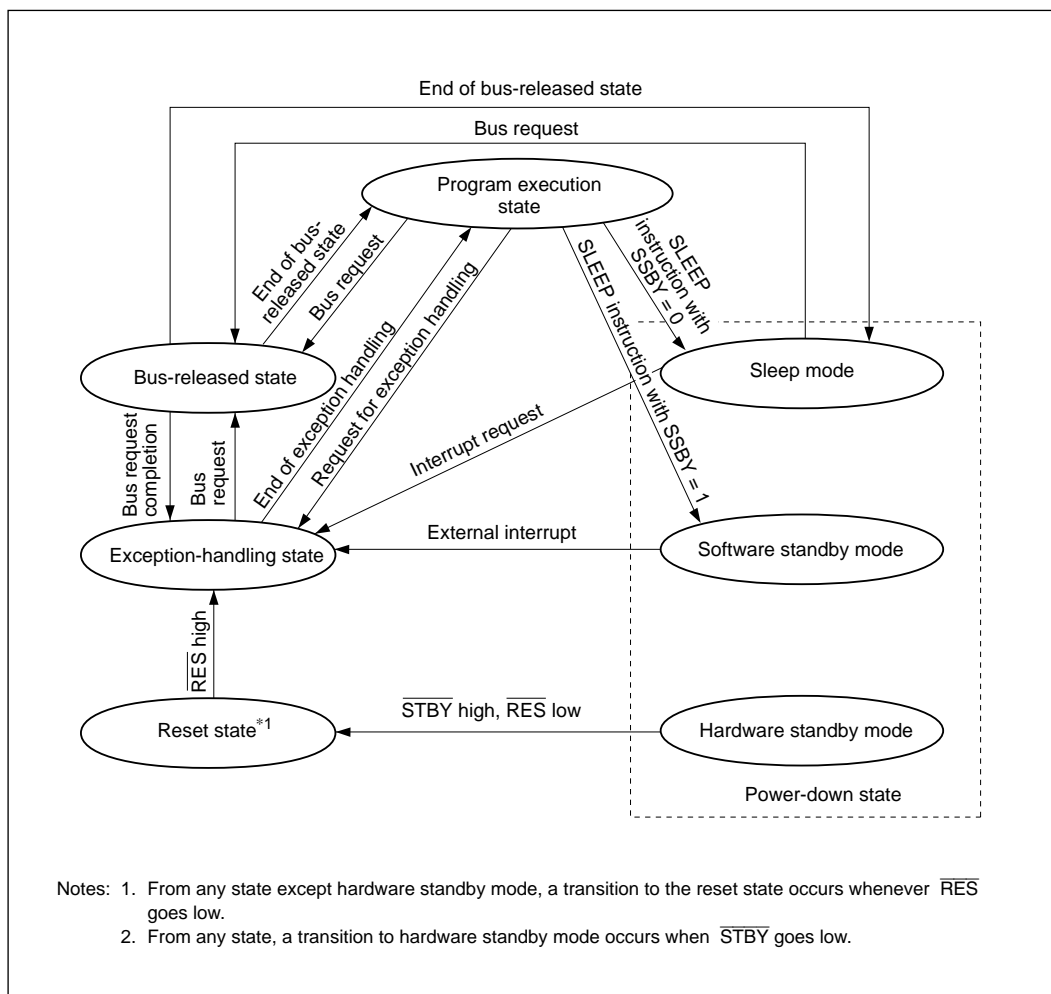 End of bus-released state
Bus request
Program execution
state
End of bus-
released state
Bus request
SLEEP
instruction with
SSBY = 0
SLEEP instruction with SSBY = 1
End of exception handling
Request for exception handling
Bus-released state
Sleep mode
Interrupt request
Bus request
completion
Bus
request
External interrupt
Exception-handling state
Software standby mode
R̅E̅S̅ high
S̅T̅B̅Y̅ high, R̅E̅S̅ low
Reset state*1
Hardware standby mode
Power-down state
Notes: 1. From any state except hardware standby mode, a transition to the reset state occurs whenever R̅E̅S̅
goes low.
2. From any state, a transition to hardware standby mode occurs when S̅T̅B̅Y̅ goes low.